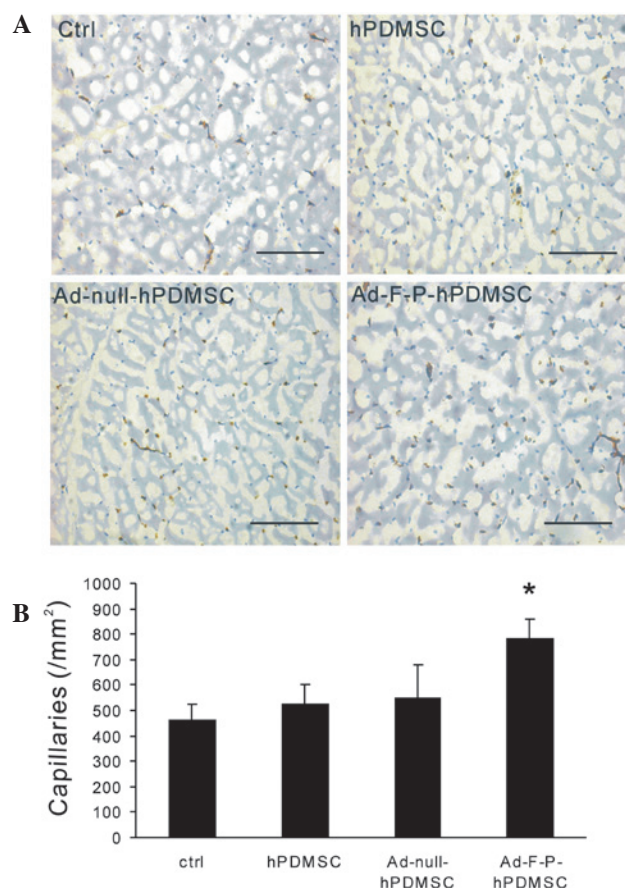 A
Ctrl
hPDMSC
Ad-null-hPDMSC
Ad-F-P-hPDMSC
B
Capillaries (/mm²)
1000
900
800
700
600
500
400
300
200
100
0
*
ctrl
hPDMSC
Ad-null-
hPDMSC
Ad-F-P-
hPDMSC